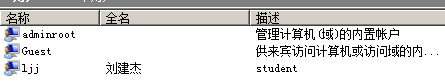 名称 全名 描述
adminroot 管理计算机(域)的内置帐户
Guest 供来宾访问计算机或访问域的内...
ljj 刘建杰 student